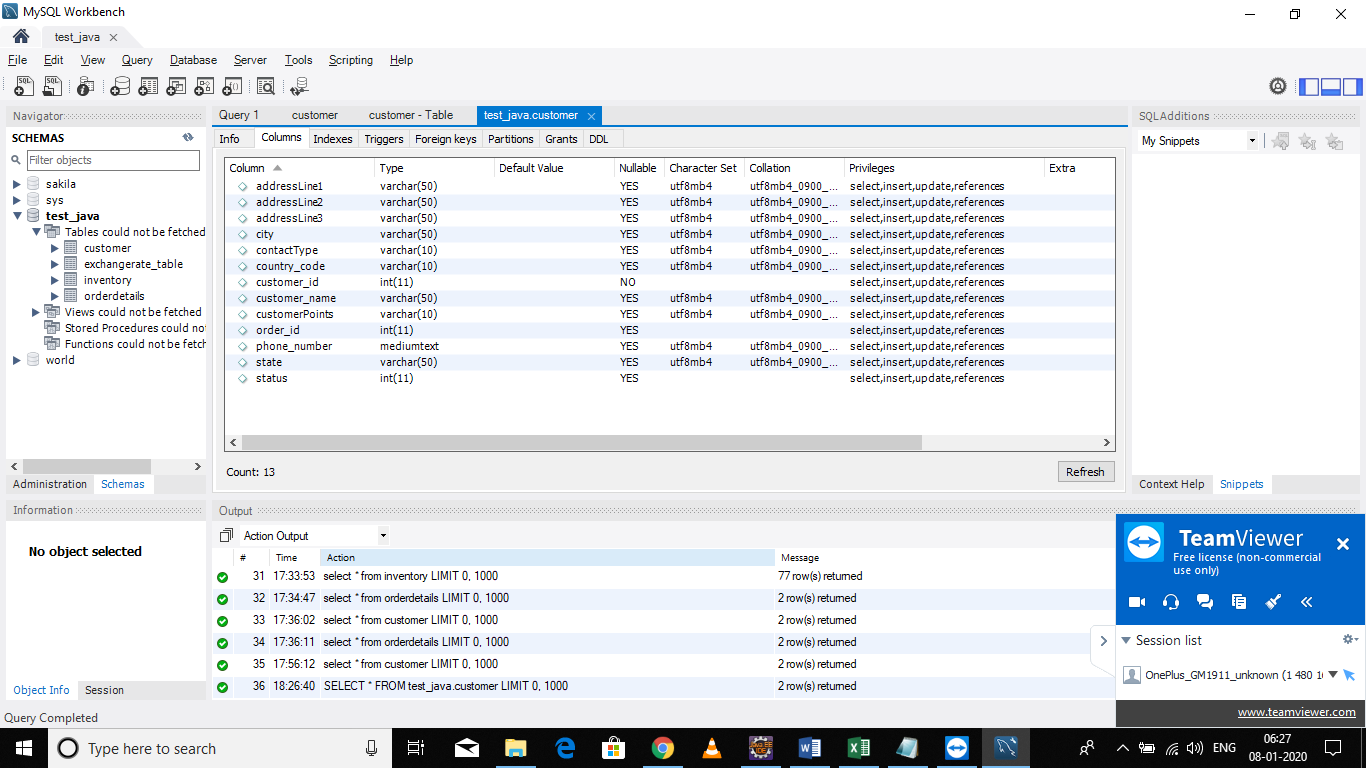 MySQL Workbench
test_java
File Edit View Query Database Server Tools Scripting Help
Navigator
SCHEMAS
Filter objects
sakila
sys
test_java
Tables could not be fetched
customer
exchangerate_table
inventory
orderdetails
Views could not be fetched
Stored Procedures could not
Functions could not be fetch
world
Administration Schemas
Information
No object selected
Object Info Session
Query 1 customer customer - Table test_java.customer
Info Columns Indexes Triggers Foreign keys Partitions Grants DDL
Column Type Default Value Nullable Character Set Collation Privileges Extra
addressLine1 varchar(50) YES utf8mb4 utf8mb4_0900_... select,insert,update,references
addressLine2 varchar(50) YES utf8mb4 utf8mb4_0900_... select,insert,update,references
addressLine3 varchar(50) YES utf8mb4 utf8mb4_0900_... select,insert,update,references
city varchar(50) YES utf8mb4 utf8mb4_0900_... select,insert,update,references
contactType varchar(10) YES utf8mb4 utf8mb4_0900_... select,insert,update,references
country_code varchar(10) YES utf8mb4 utf8mb4_0900_... select,insert,update,references
customer_id int(11) NO select,insert,update,references
customer_name varchar(50) YES utf8mb4 utf8mb4_0900_... select,insert,update,references
customerPoints varchar(10) YES utf8mb4 utf8mb4_0900_... select,insert,update,references
order_id int(11) YES select,insert,update,references
phone_number mediumtext YES utf8mb4 utf8mb4_0900_... select,insert,update,references
state varchar(50) YES utf8mb4 utf8mb4_0900_... select,insert,update,references
status int(11) YES select,insert,update,references
Count: 13
Refresh
SQLAdditions
My Snippets
Context Help Snippets
Output
Action Output
# Time Action Message
31 17:33:53 select * from inventory LIMIT 0, 1000 77 row(s) returned
32 17:34:47 select * from orderdetails LIMIT 0, 1000 2 row(s) returned
33 17:36:02 select * from customer LIMIT 0, 1000 2 row(s) returned
34 17:36:11 select * from orderdetails LIMIT 0, 1000 2 row(s) returned
35 17:56:12 select * from customer LIMIT 0, 1000 2 row(s) returned
36 18:26:40 SELECT * FROM test_java.customer LIMIT 0, 1000 2 row(s) returned
TeamViewer
Free license (non-commercial
use only)
Session list
OnePlus_GM1911_unknown (1 480
www.teamviewer.com
Query Completed
Type here to search
ENG
06:27
08-01-2020